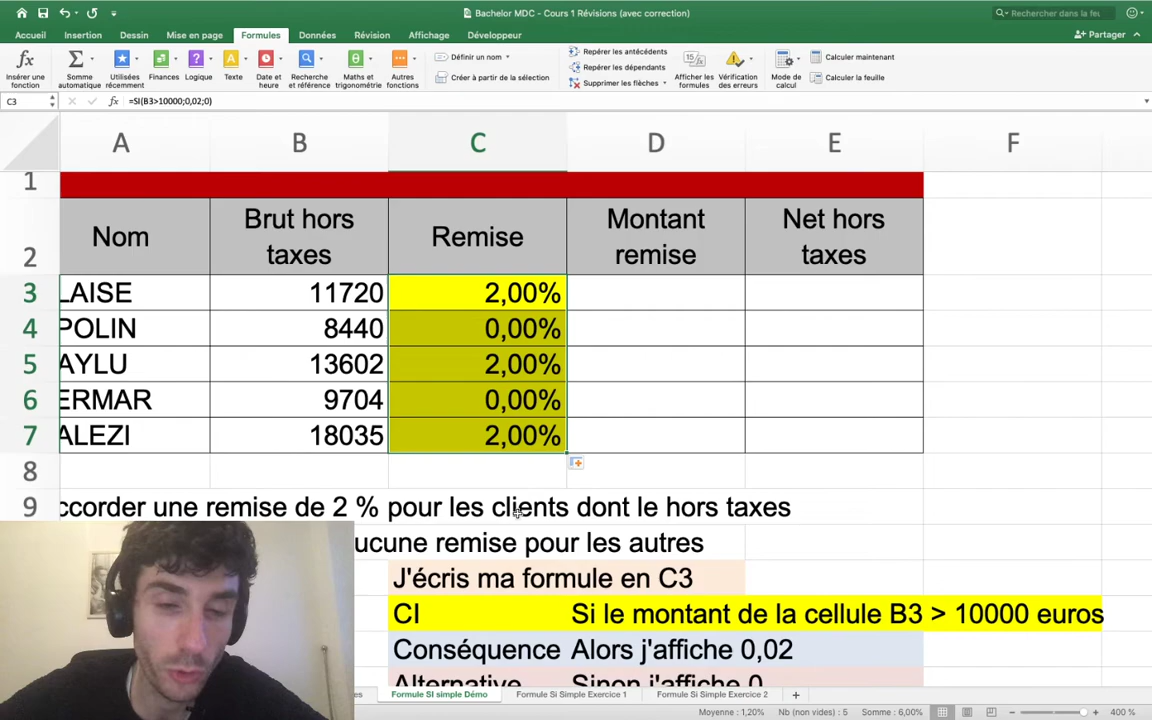 Bachelor MDC - Cours 1 Révisions (avec correction)
Rechercher dans la feu
Accueil Insertion Dessin Mise en page Formules Données Révision Affichage Développeur
Partager
Insérer une fonction
Somme automatique
Utilisées récemment
Finances
Logique
Texte
Date et heure
Recherche et référence
Maths et trigonométrie
Autres fonctions
Définir un nom
Créer à partir de la sélection
Repérer les antécédents
Repérer les dépendants
Supprimer les flèches
Afficher les formules
Vérification des erreurs
Mode de calcul
Calculer maintenant
Calculer la feuille
C3 fx =SI(B3>10000;0,02;0)
A B C D E F
1
2 Nom Brut hors taxes Remise Montant remise Net hors taxes
3 LAISE 11720 2,00%
4 POLIN 8440 0,00%
5 AYLU 13602 2,00%
6 ERMAR 9704 0,00%
7 ALEZI 18035 2,00%
8
9 ccorder une remise de 2 % pour les clients dont le hors taxes
ucune remise pour les autres
J'écris ma formule en C3
CI Si le montant de la cellule B3 > 10000 euros
Conséquence Alors j'affiche 0,02
Alternative Sinon j'affiche 0
es Formule SI simple Démo Formule Si Simple Exercice 1 Formule Si Simple Exercice 2 +
Moyenne : 1,20% Nb (non vides) : 5 Somme : 6,00% 400 %